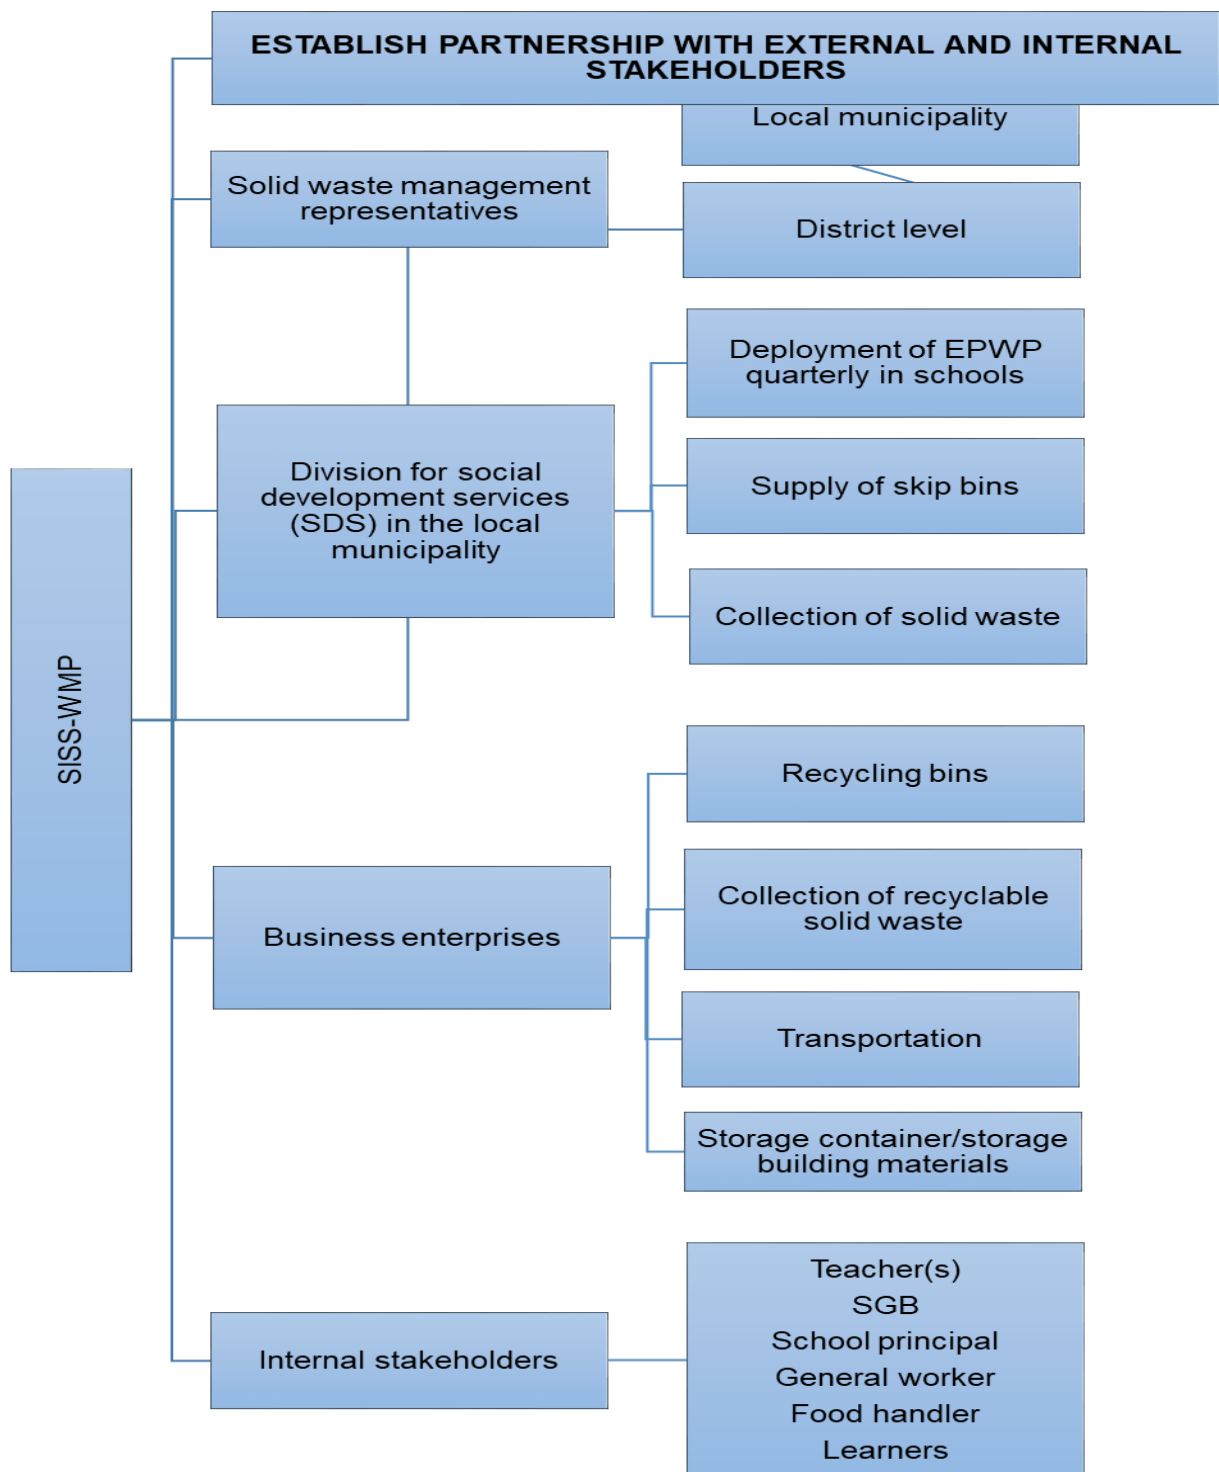 ESTABLISH PARTNERSHIP WITH EXTERNAL AND INTERNAL
STAKEHOLDERS
Local municipality
Solid waste management
representatives
District level
Deployment of EPWP
quarterly in schools
Division for social
development services
(SDS) in the local
municipality
Supply of skip bins
Collection of solid waste
SISS-WMP
Recycling bins
Business enterprises
Collection of recyclable
solid waste
Transportation
Storage container/storage
building materials
Internal stakeholders
Teacher(s)
SGB
School principal
General worker
Food handler
Learners